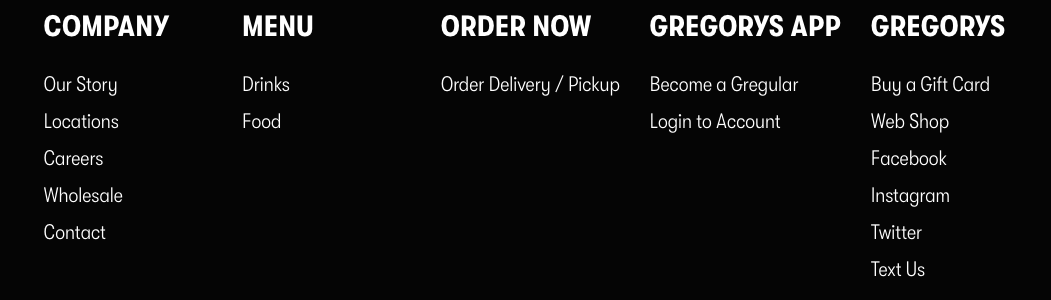 COMPANY
Our Story
Locations
Careers
Wholesale
Contact
MENU
Drinks
Food
ORDER NOW
Order Delivery / Pickup
GREGORYS APP
Become a Gregular
Login to Account
GREGORYS
Buy a Gift Card
Web Shop
Facebook
Instagram
Twitter
Text Us